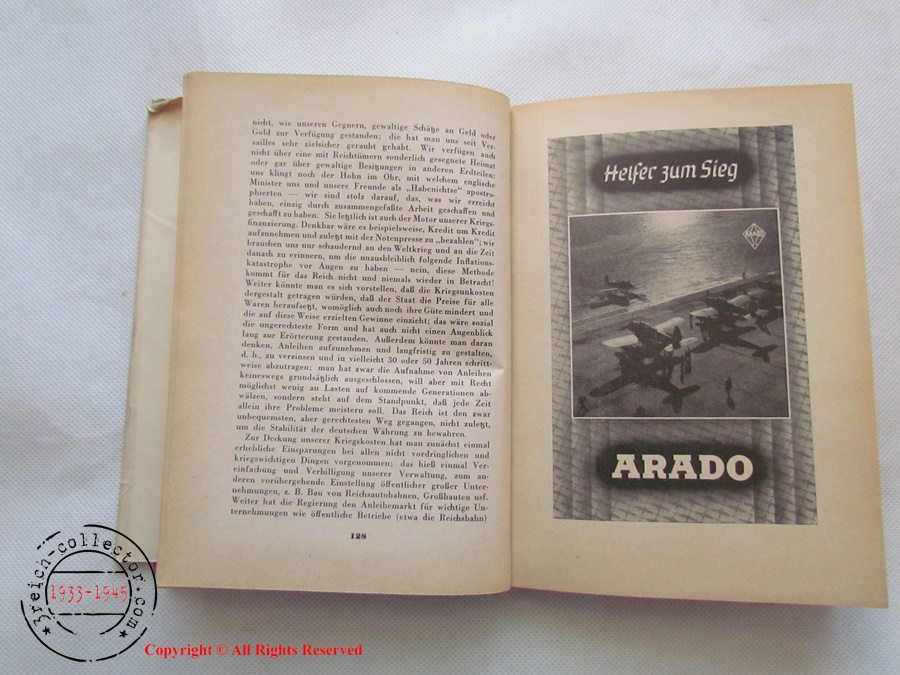 nicht, wie unseren Gegnern, gewaltige Schätze an Geld oder
Gold zur Verfügung gestanden; die hat man uns seit Ver-
sailles sehr zielsicher geraubt gehabt. Wir verfügen auch
nicht über eine mit Reichtümern sonderlich gesegnete Heimat
oder gar über gewaltige Besitzungen in anderen Erdteilen;
uns klingt noch der Hohn im Ohr, mit welchem englische
Minister uns und unsere Freunde als „Habenichtse" apostro-
phierten — wir sind stolz darauf, das, was wir erreicht
haben, einzig durch zusammengefaßte Arbeit geschaffen und
geschafft zu haben. Sie letztlich ist auch der Motor unserer Kriegs-
finanzierung. Denkbar wäre es beispielsweise, Kredit um Kredit
aufzunehmen und zuletzt mit der Notenpresse zu „bezahlen"; wir
brauchen uns nur schaudernd an den Weltkrieg und an die Zeit
danach zu erinnern, um die unausbleiblich folgende Inflations-
katastrophe vor Augen zu haben — nein, diese Methode
kommt für das Reich nicht und niemals wieder in Betracht!
Weiter könnte man es sich vorstellen, daß die Kriegsunkosten
dergestalt getragen würden, daß der Staat die Preise für alle
Waren heraufsetzt, womöglich auch noch ihre Güte mindert und
die auf diese Weise erzielten Gewinne einzieht; das wäre sozial
die ungerechteste Form und hat auch nicht einen Augenblick
lang zur Erörterung gestanden. Außerdem könnte man daran
denken, Anleihen aufzunehmen und langfristig zu gestalten,
d. h., zu verzinsen und in vielleicht 30 oder 50 Jahren schritt-
weise abzutragen; man hat zwar die Aufnahme von Anleihen
keineswegs grundsätzlich ausgeschlossen, will aber mit Recht
möglichst wenig an Lasten auf kommende Generationen ab-
wälzen, sondern steht auf dem Standpunkt, daß jede Zeit
allein ihre Probleme meistern soll. Das Reich ist den zwar
unbequemsten, aber gerechtesten Weg gegangen, nicht zuletzt,
um die Stabilität der deutschen Währung zu bewahren.
Zur Deckung unserer Kriegskosten hat man zunächst einmal
erhebliche Einsparungen bei allen nicht vordringlichen und
kriegswichtigen Dingen vorgenommen; das hieß einmal Ver-
einfachung und Verbilligung unserer Verwaltung, zum an-
deren vorübergehende Einstellung öffentlicher großer Unter-
nehmungen, z. B. Bau von Reichsautobahnen, Großbauten usf.
Weiter hat die Regierung den Anleihemarkt für wichtige Un-
ternehmungen wie öffentliche Betriebe (etwa die Reichsbahn)
128
Helfer zum Sieg
ARADO
ARADO
3reich-collector.com
1933-1945
Copyright © All Rights Reserved